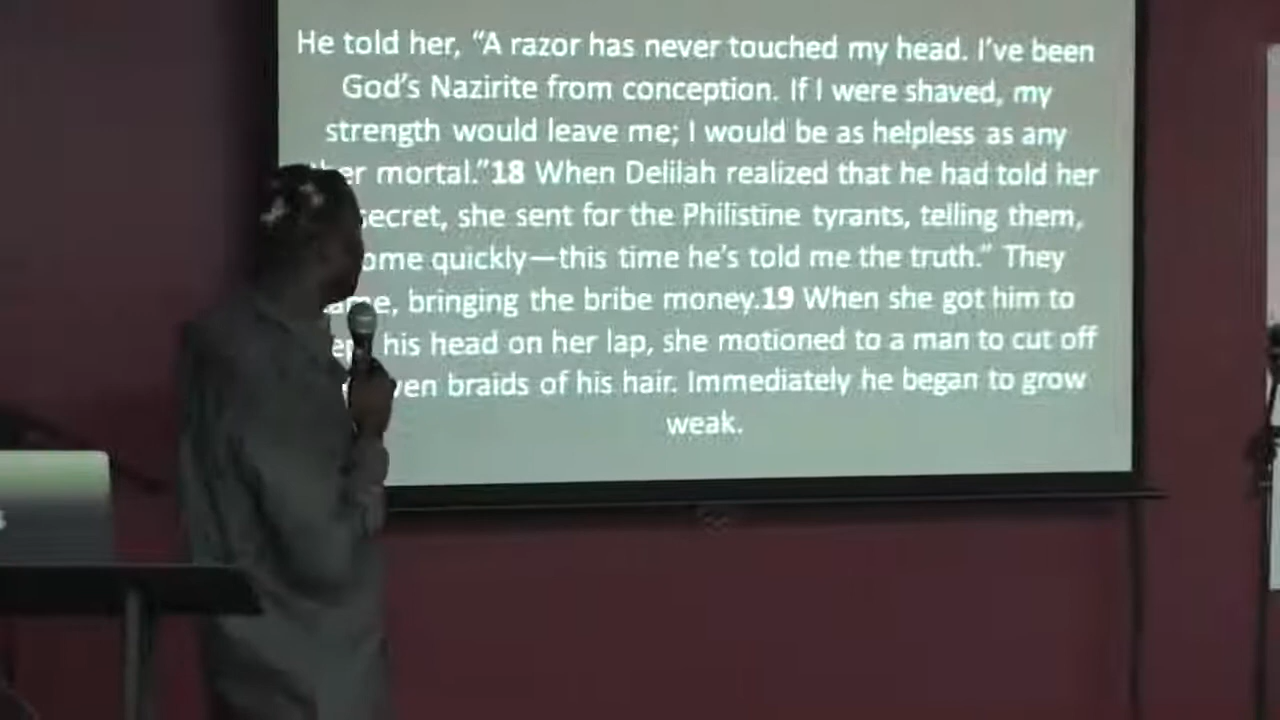 He told her, “A razor has never touched my head. I’ve been
God’s Nazirite from conception. If I were shaved, my
strength would leave me; I would be as helpless as any
mortal.”18 When Delilah realized that he had told her
secret, she sent for the Philistine tyrants, telling them,
quickly—this time he’s told me the truth.” They
bringing the bribe money.19 When she got him to
his head on her lap, she motioned to a man to cut off
braids of his hair. Immediately he began to grow
weak.